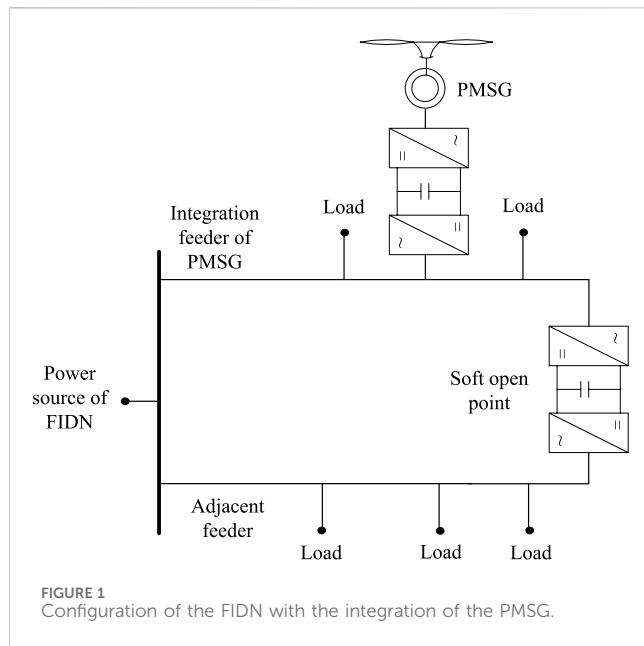 PMSG
Load
Load
Integration
feeder of
PMSG
Power
source of
FIDN
Soft open
point
Adjacent
feeder
Load
Load
Load
FIGURE 1
Configuration of the FIDN with the integration of the PMSG.